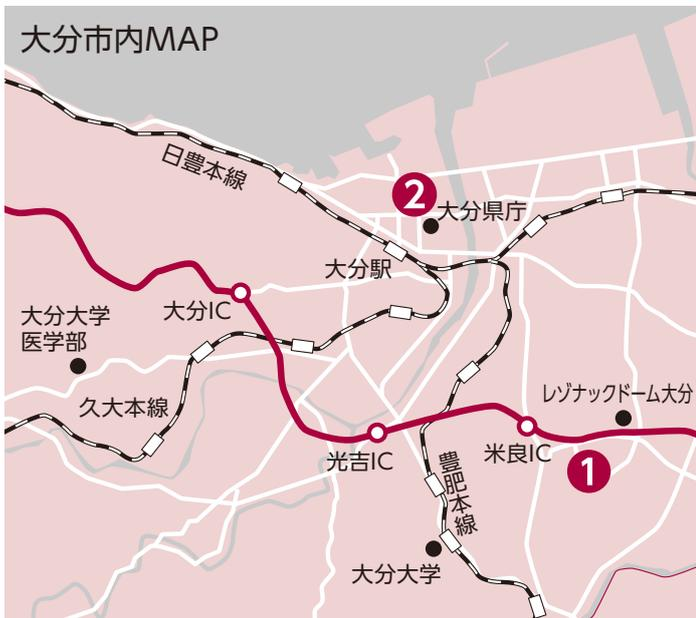 大分市内MAP
日豊本線
2
大分県庁
大分駅
大分IC
大分大学
医学部
レゾナックドーム大分
久大本線
光吉IC
米良IC
1
豊肥本線
大分大学